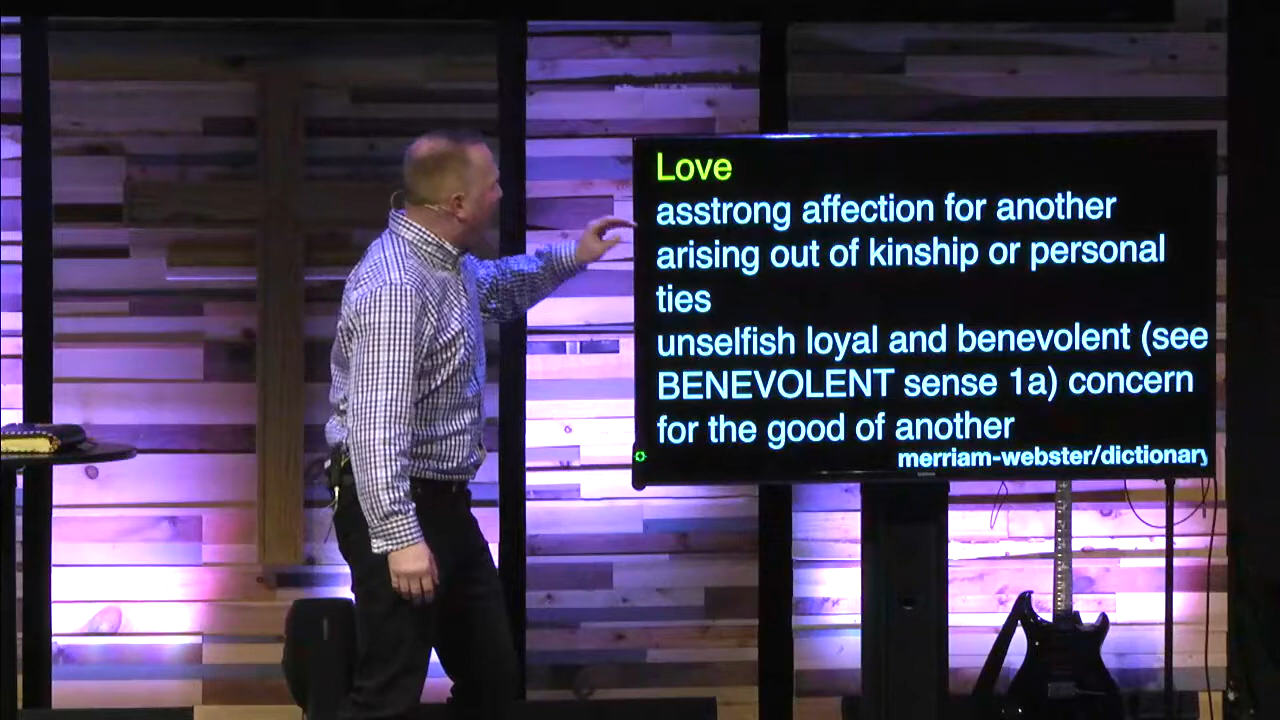 Love
asstrong affection for another
arising out of kinship or personal
ties
unselfish loyal and benevolent (see
BENEVOLENT sense 1a) concern
for the good of another
merriam-webster/dictionary